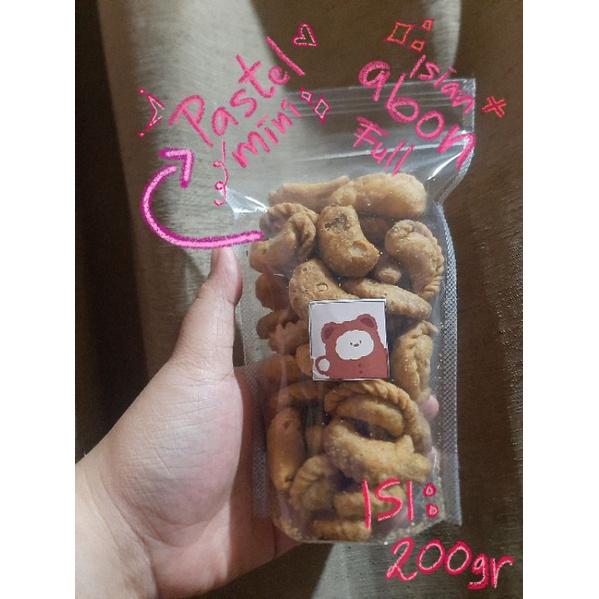 Pastel
mini
Isian
abon
Full
ISI:
200gr